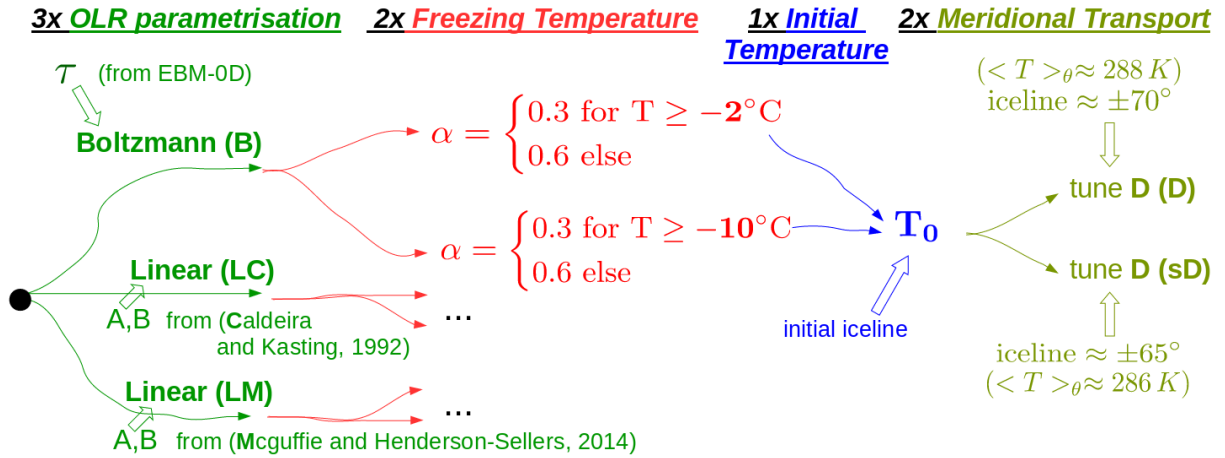 3x OLR parametrisation 2x Freezing Temperature 1x Initial Temperature 2x Meridional Transport
τ (from EBM-0D)
Boltzmann (B)
Linear (LC)
A,B from (Caldeira
and Kasting, 1992)
Linear (LM)
A,B from (Mcguffie and Henderson-Sellers, 2014)
α = { 0.3 for T ≥ −2°C
0.6 else
α = { 0.3 for T ≥ −10°C
0.6 else
...
...
T₀
initial iceline
(< T >θ ≈ 288 K)
iceline ≈ ±70°
tune D (D)
tune D (sD)
iceline ≈ ±65°
(< T >θ ≈ 286 K)